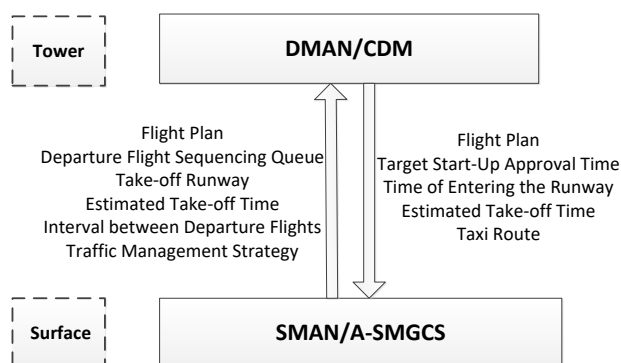 Tower
DMAN/CDM
Flight Plan
Departure Flight Sequencing Queue
Take-off Runway
Estimated Take-off Time
Interval between Departure Flights
Traffic Management Strategy
Flight Plan
Target Start-Up Approval Time
Time of Entering the Runway
Estimated Take-off Time
Taxi Route
Surface
SMAN/A-SMGCS